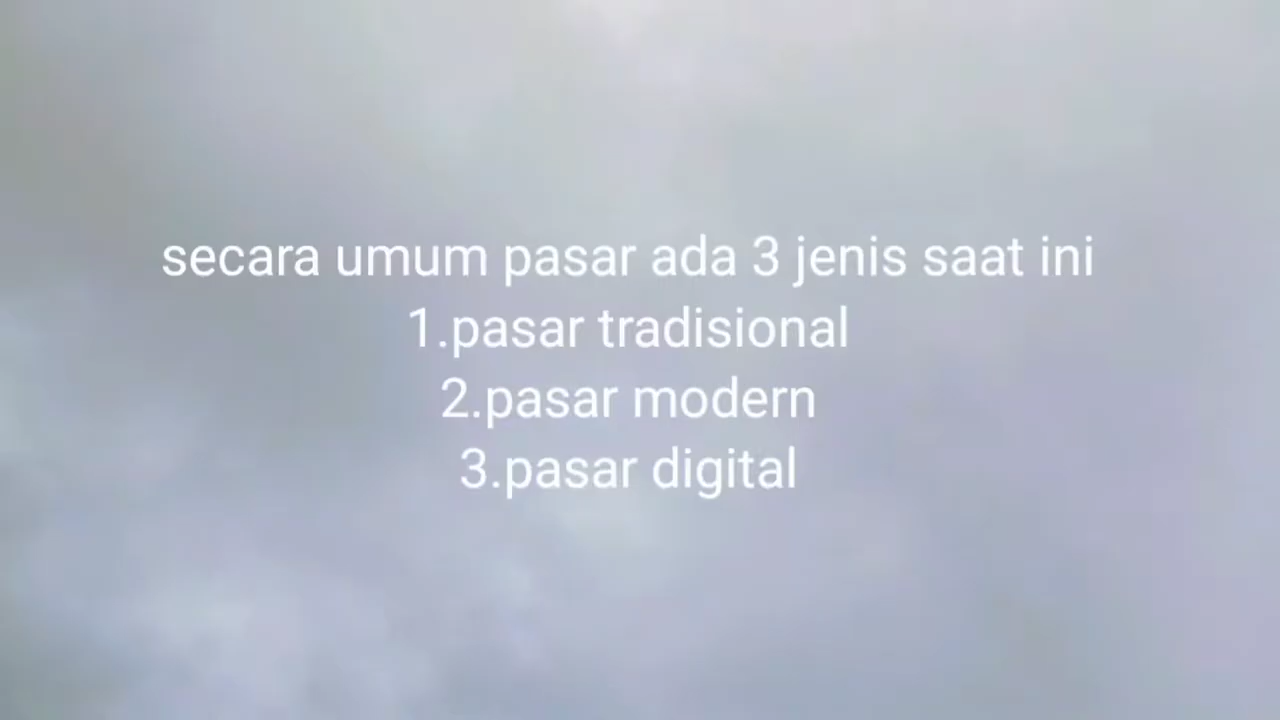 secara umum pasar ada 3 jenis saat ini
1.pasar tradisional
2.pasar modern
3.pasar digital